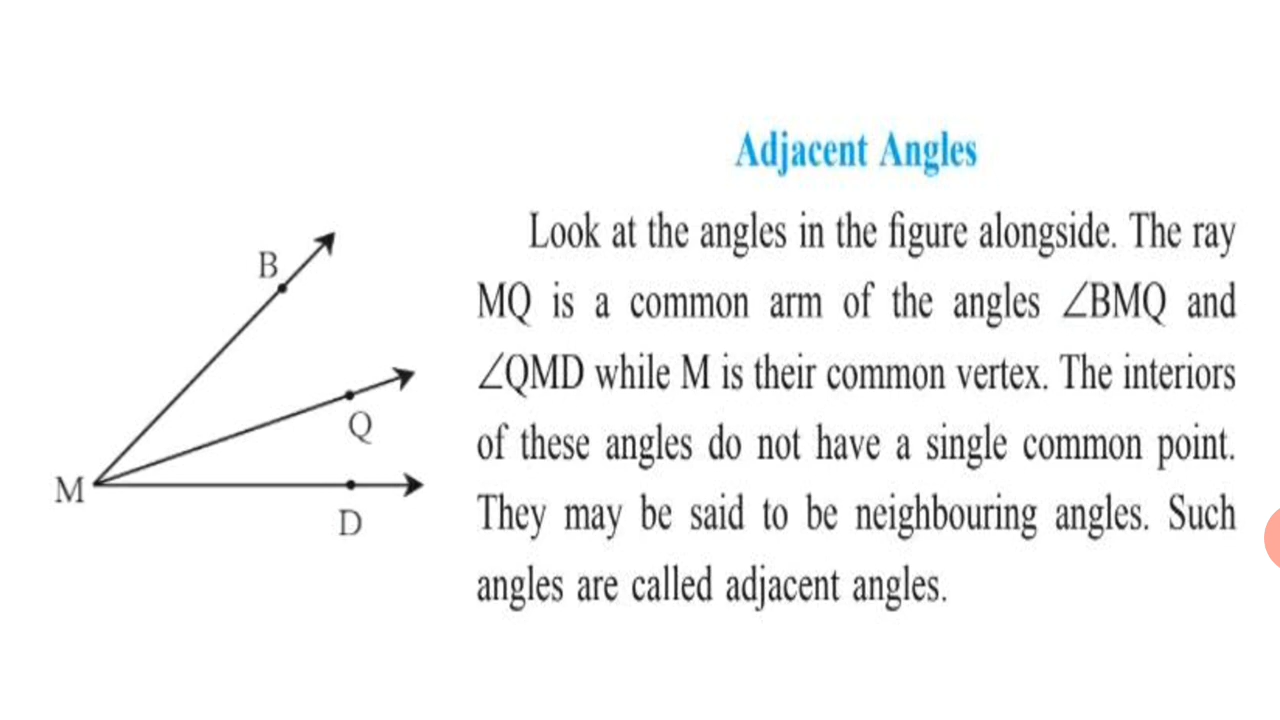 Adjacent Angles
Look at the angles in the figure alongside. The ray
MQ is a common arm of the angles ∠BMQ and
∠QMD while M is their common vertex. The interiors
of these angles do not have a single common point.
They may be said to be neighbouring angles. Such
angles are called adjacent angles.
B
Q
M
D